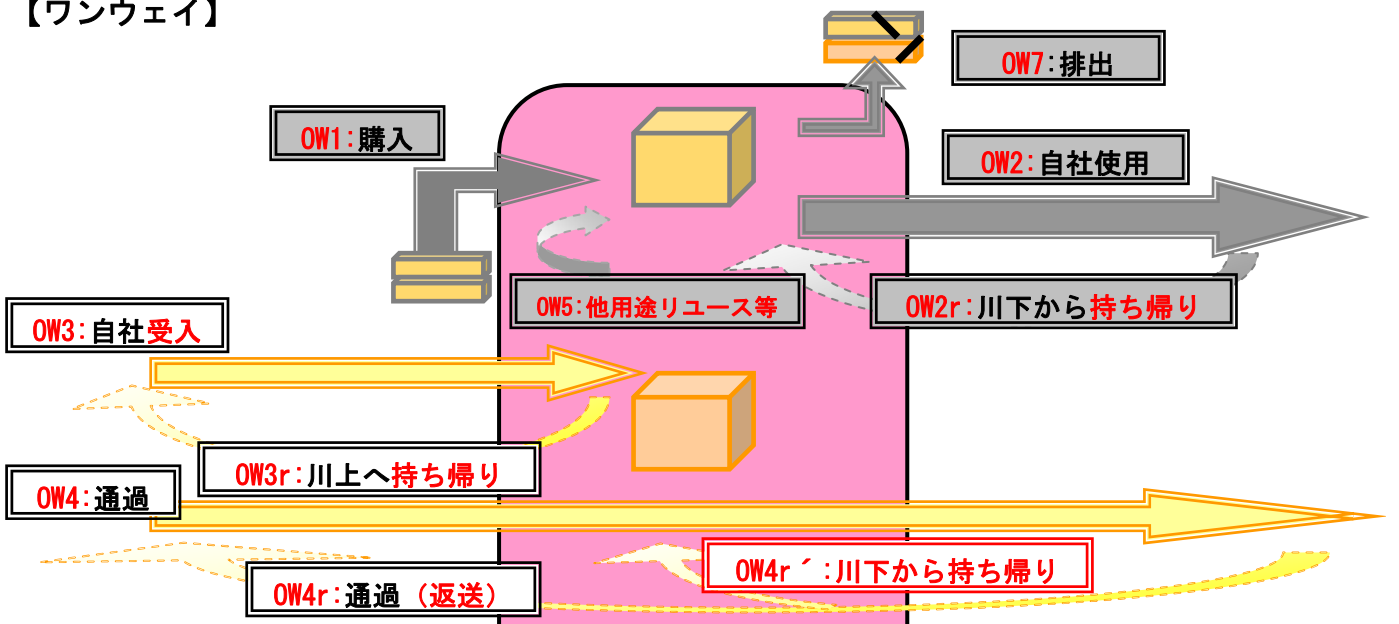 【ワンウェイ】
OW7:排出
OW1:購入
OW2:自社使用
OW5:他用途リユース等
OW2r:川下から持ち帰り
OW3:自社受入
OW3r:川上へ持ち帰り
OW4:通過
OW4r´:川下から持ち帰り
OW4r:通過（返送）